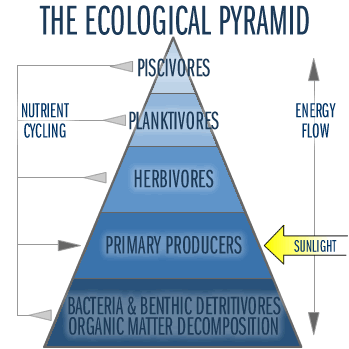 THE ECOLOGICAL PYRAMID
PISCIVORES
NUTRIENT
CYCLING
PLANKTIVORES
ENERGY
FLOW
HERBIVORES
PRIMARY PRODUCERS
SUNLIGHT
BACTERIA & BENTHIC DETRITIVORES
ORGANIC MATTER DECOMPOSITION